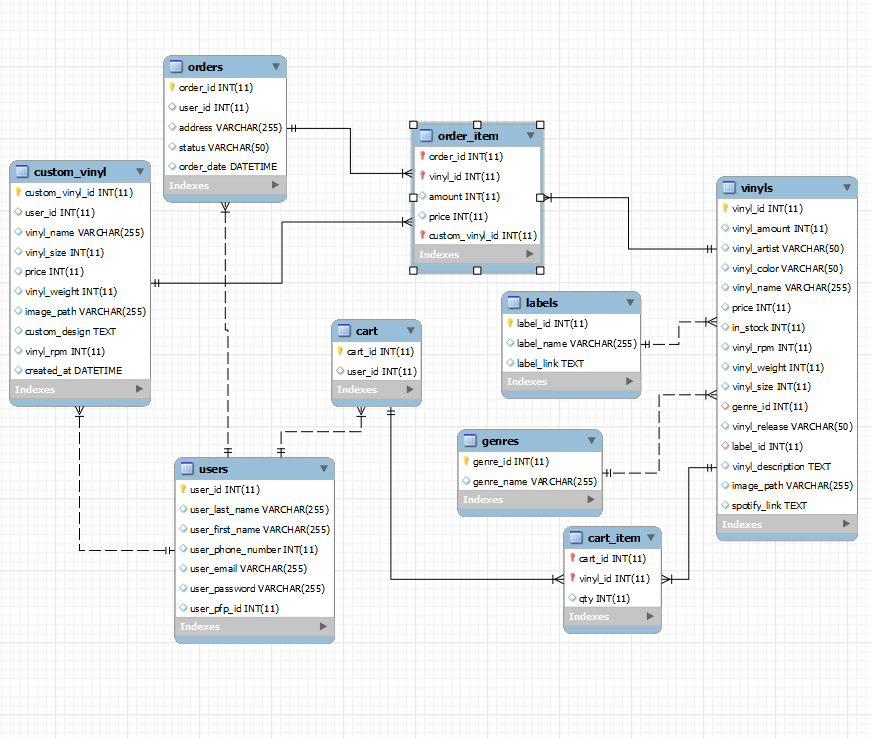 orders
order_id INT(11)
user_id INT(11)
address VARCHAR(255)
status VARCHAR(50)
order_date DATETIME
Indexes
order_item
order_id INT(11)
vinyl_id INT(11)
amount INT(11)
price INT(11)
custom_vinyl_id INT(11)
Indexes
custom_vinyl
custom_vinyl_id INT(11)
user_id INT(11)
vinyl_name VARCHAR(255)
vinyl_size INT(11)
price INT(11)
vinyl_weight INT(11)
image_path VARCHAR(255)
custom_design TEXT
vinyl_rpm INT(11)
created_at DATETIME
Indexes
vinyls
vinyl_id INT(11)
vinyl_amount INT(11)
vinyl_artist VARCHAR(50)
vinyl_color VARCHAR(50)
vinyl_name VARCHAR(255)
price INT(11)
in_stock INT(11)
vinyl_rpm INT(11)
vinyl_weight INT(11)
vinyl_size INT(11)
genre_id INT(11)
vinyl_release VARCHAR(50)
label_id INT(11)
vinyl_description TEXT
image_path VARCHAR(255)
spotify_link TEXT
Indexes
labels
label_id INT(11)
label_name VARCHAR(255)
label_link TEXT
Indexes
cart
cart_id INT(11)
user_id INT(11)
Indexes
genres
genre_id INT(11)
genre_name VARCHAR(255)
Indexes
users
user_id INT(11)
user_last_name VARCHAR(255)
user_first_name VARCHAR(255)
user_phone_number INT(11)
user_email VARCHAR(255)
user_password VARCHAR(255)
user_pfp_id INT(11)
Indexes
cart_item
cart_id INT(11)
vinyl_id INT(11)
qty INT(11)
Indexes